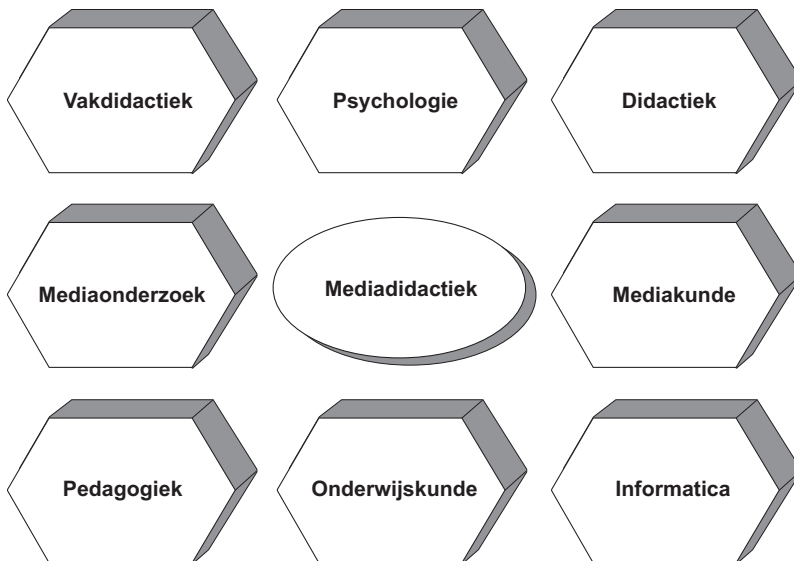 Vakdidactiek
Psychologie
Didactiek
Mediaonderzoek
Mediadidactiek
Mediakunde
Pedagogiek
Onderwijskunde
Informatica